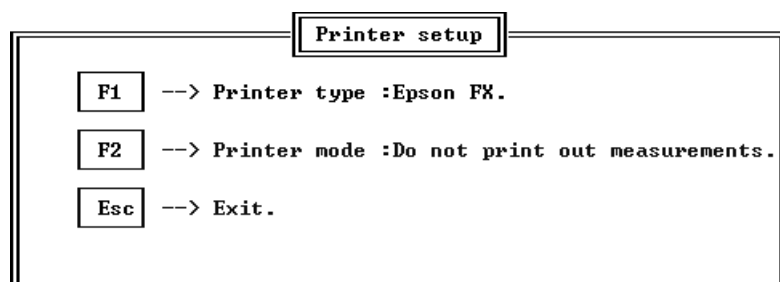 Printer setup
F1 --> Printer type :Epson FX.
F2 --> Printer mode :Do not print out measurements.
Esc --> Exit.